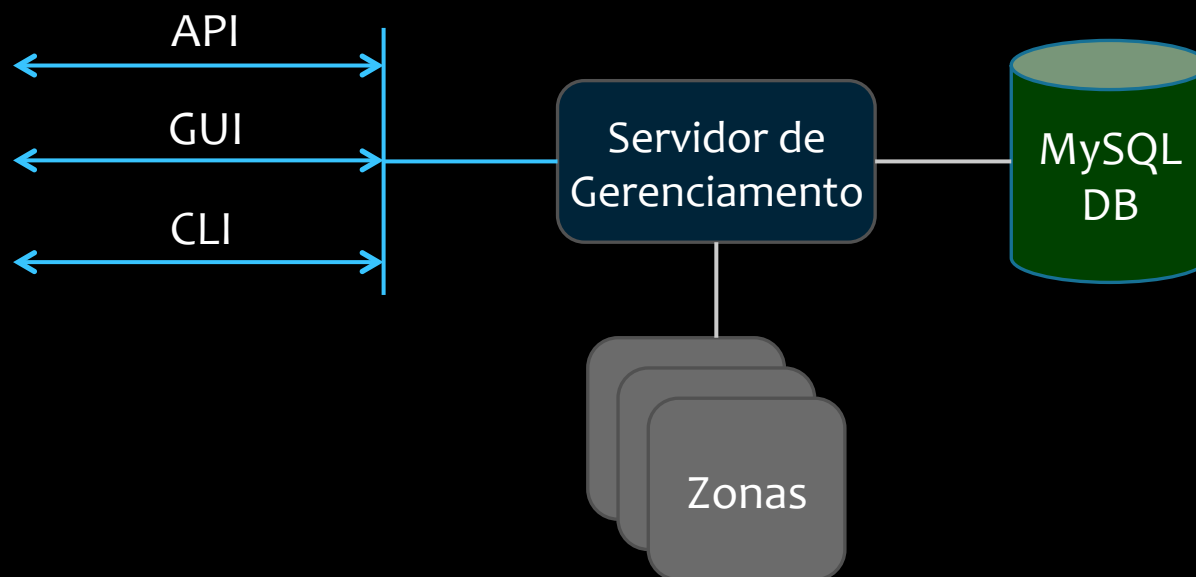 API
GUI
CLI
Servidor de
Gerenciamento
MySQL
DB
Zonas